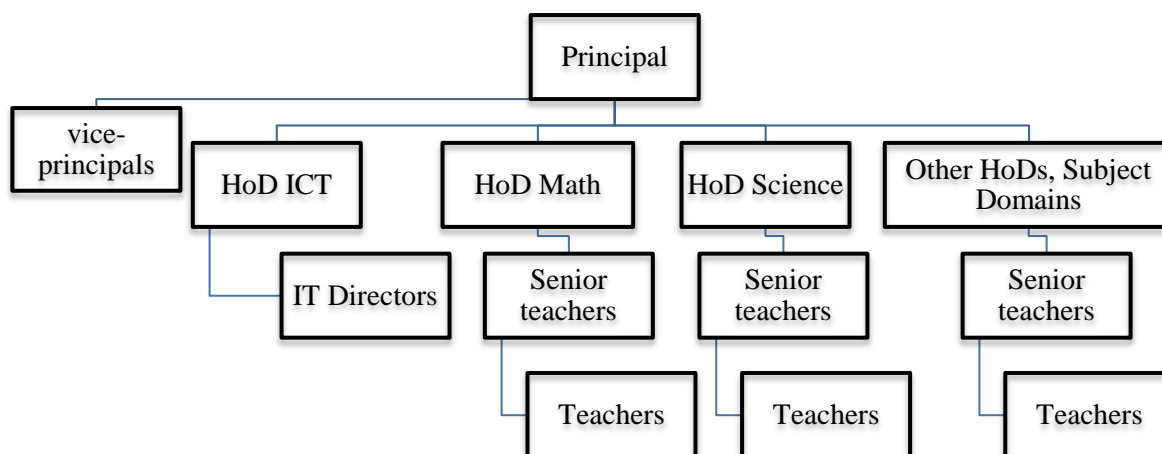 Principal
vice-
principals
HoD ICT
HoD Math
HoD Science
Other HoDs, Subject
Domains
IT Directors
Senior
teachers
Senior
teachers
Senior
teachers
Teachers
Teachers
Teachers